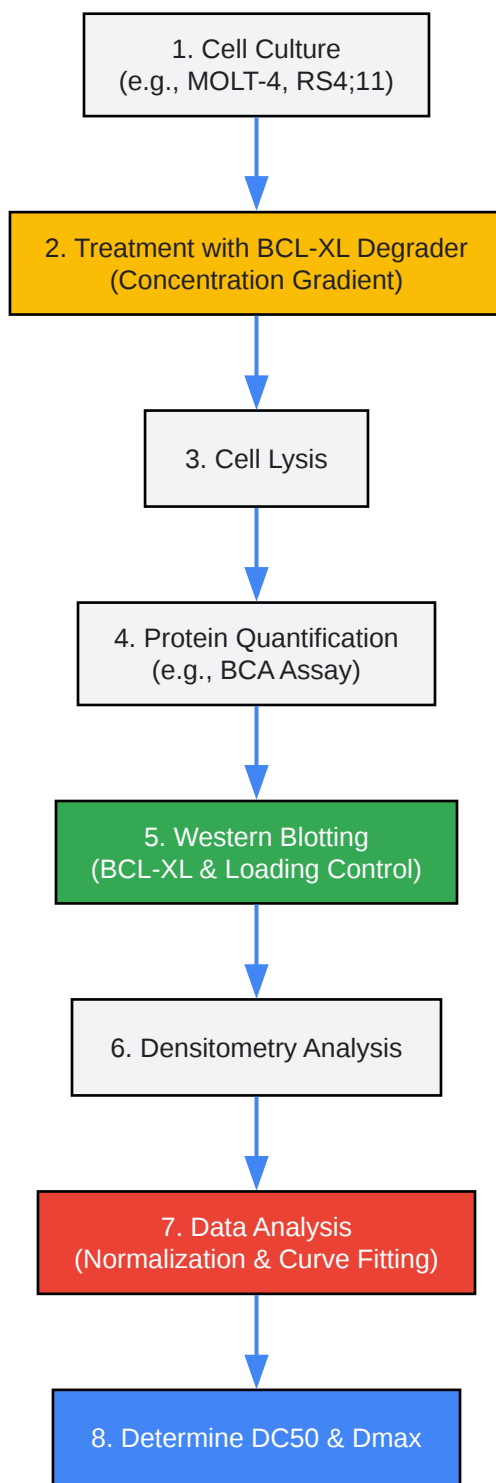 1. Cell Culture
(e.g., MOLT-4, RS4;11)
2. Treatment with BCL-XL Degrader
(Concentration Gradient)
3. Cell Lysis
4. Protein Quantification
(e.g., BCA Assay)
5. Western Blotting
(BCL-XL & Loading Control)
6. Densitometry Analysis
7. Data Analysis
(Normalization & Curve Fitting)
8. Determine DC50 & Dmax